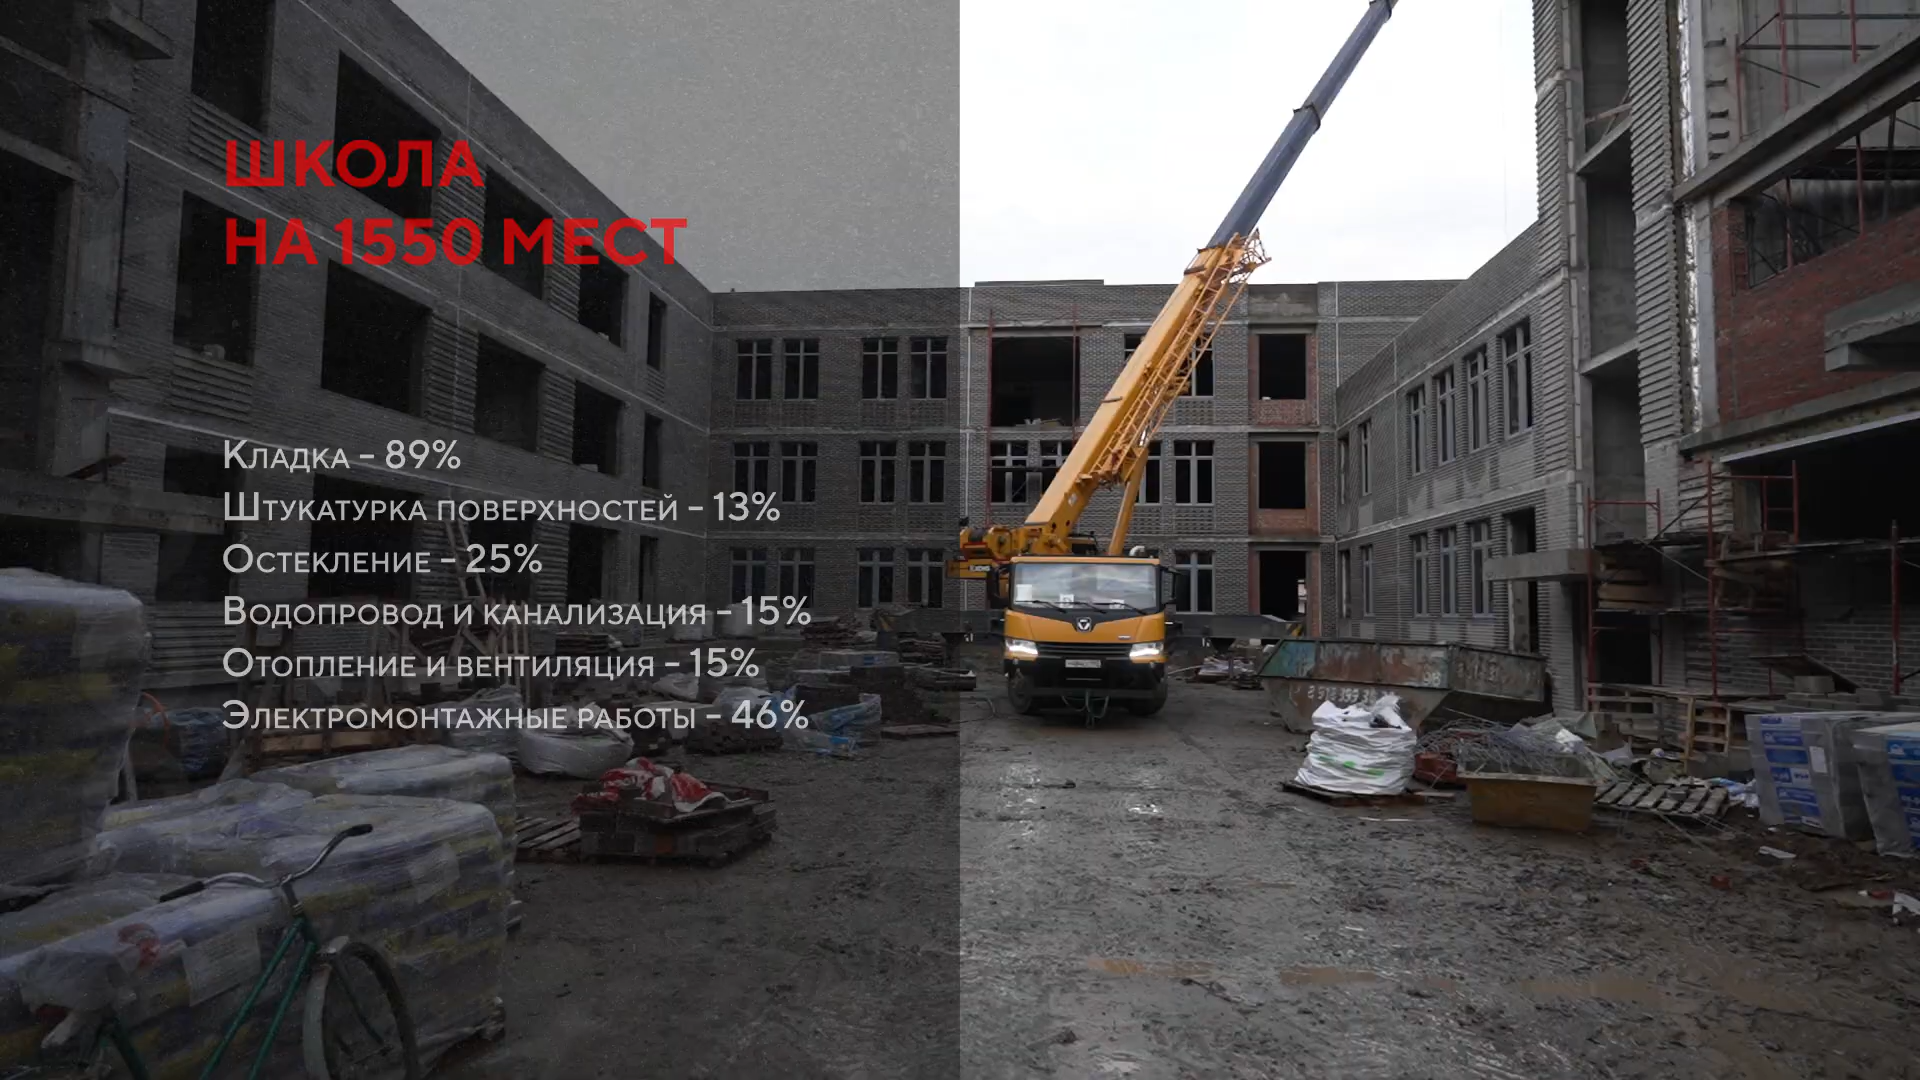 ШКОЛА
НА 1550 МЕСТ
Кладка – 89%
Штукатурка поверхностей – 13%
Остекление – 25%
Водопровод и канализация – 15%
Отопление и вентиляция – 15%
Электромонтажные работы – 46%